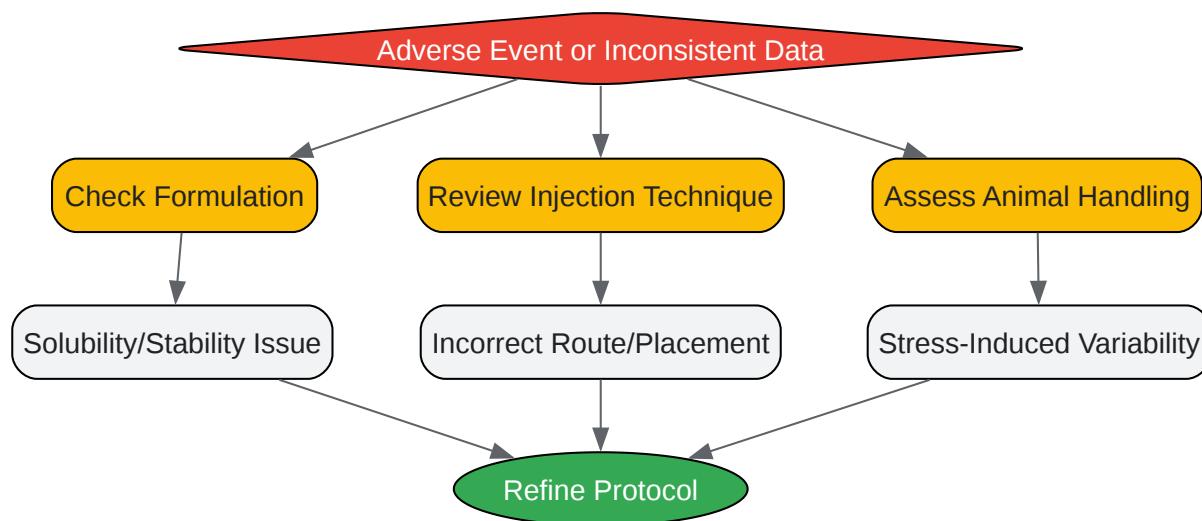 Adverse Event or Inconsistent Data
Check Formulation
Review Injection Technique
Assess Animal Handling
Solubility/Stability Issue
Incorrect Route/Placement
Stress-Induced Variability
Refine Protocol